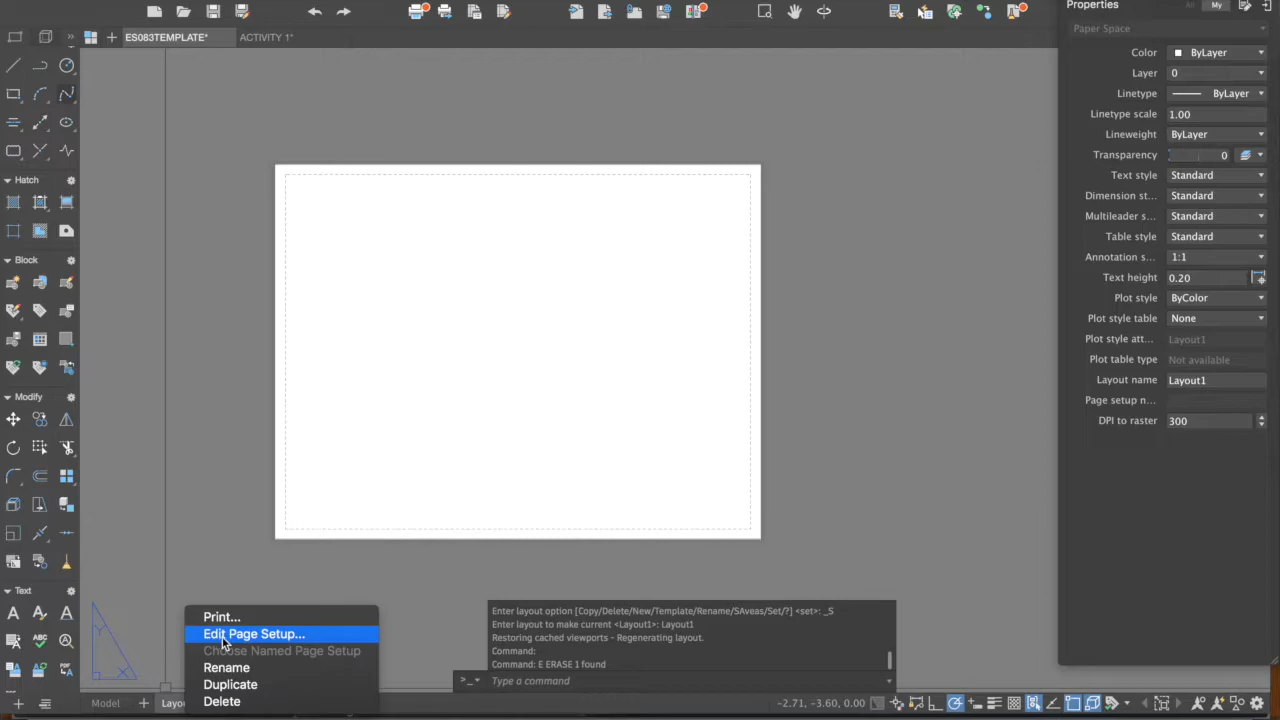 Properties
All
My
ES083TEMPLATE*
ACTIVITY 1*
Paper Space
Color
ByLayer
Layer
0
Linetype
ByLayer
Linetype scale
1.00
Lineweight
ByLayer
Transparency
0
Text style
Standard
Dimension st...
Standard
Multileader s...
Standard
Table style
Standard
Annotation s...
1:1
Text height
0.20
Plot style
ByColor
Plot style table
None
Plot style att...
Layout1
Plot table type
Not available
Layout name
Layout1
Page setup n...
DPI to raster
300
Hatch
Block
Modify
Text
A
A
A
ABC
PDF
Print...
Edit Page Setup...
Choose Named Page Setup
Rename
Duplicate
Delete
Enter layout option [Copy/Delete/New/Template/Rename/SAveas/Set/?] <set>: _S
Enter layout to make current <Layout1>: Layout1
Restoring cached viewports - Regenerating layout.
Command:
Command: E ERASE 1 found
>_ Type a command
Y
X
Model
Layou
-2.71, -3.60, 0.00